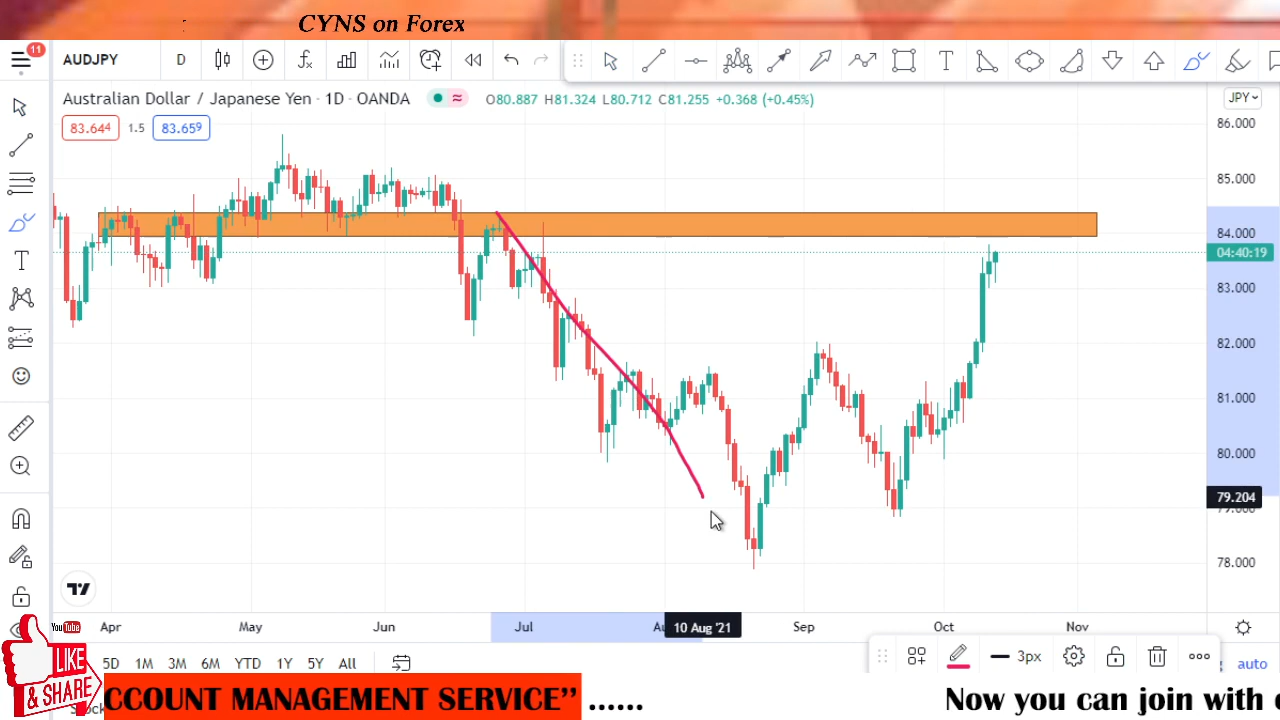 CYNS on Forex
11
AUDJPY D
Australian Dollar / Japanese Yen · 1D · OANDA O80.887 H81.324 L80.712 C81.255 +0.368 (+0.45%)
JPY
83.644 1.5 83.659
86.000
85.000
84.000
04:40:19
83.000
82.000
81.000
80.000
79.204
78.000
Apr May Jun Jul 10 Aug '21 Sep Oct Nov
5D 1M 3M 6M YTD 1Y 5Y All
3px
auto
YouTube
LIKE
& SHARE
CCOUNT MANAGEMENT SERVICE” ......
Now you can join with